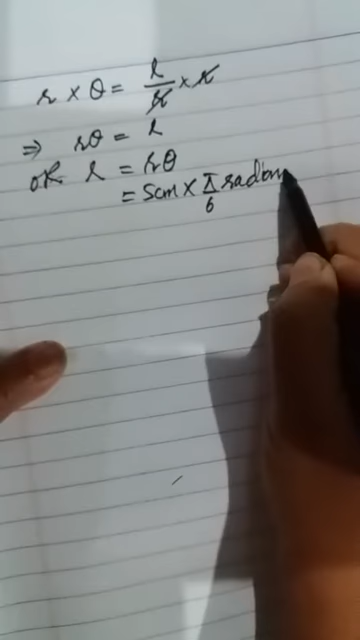 r × θ = l/r × r
⇒ rθ = l
or l = rθ
= 5cm × π/6 radian